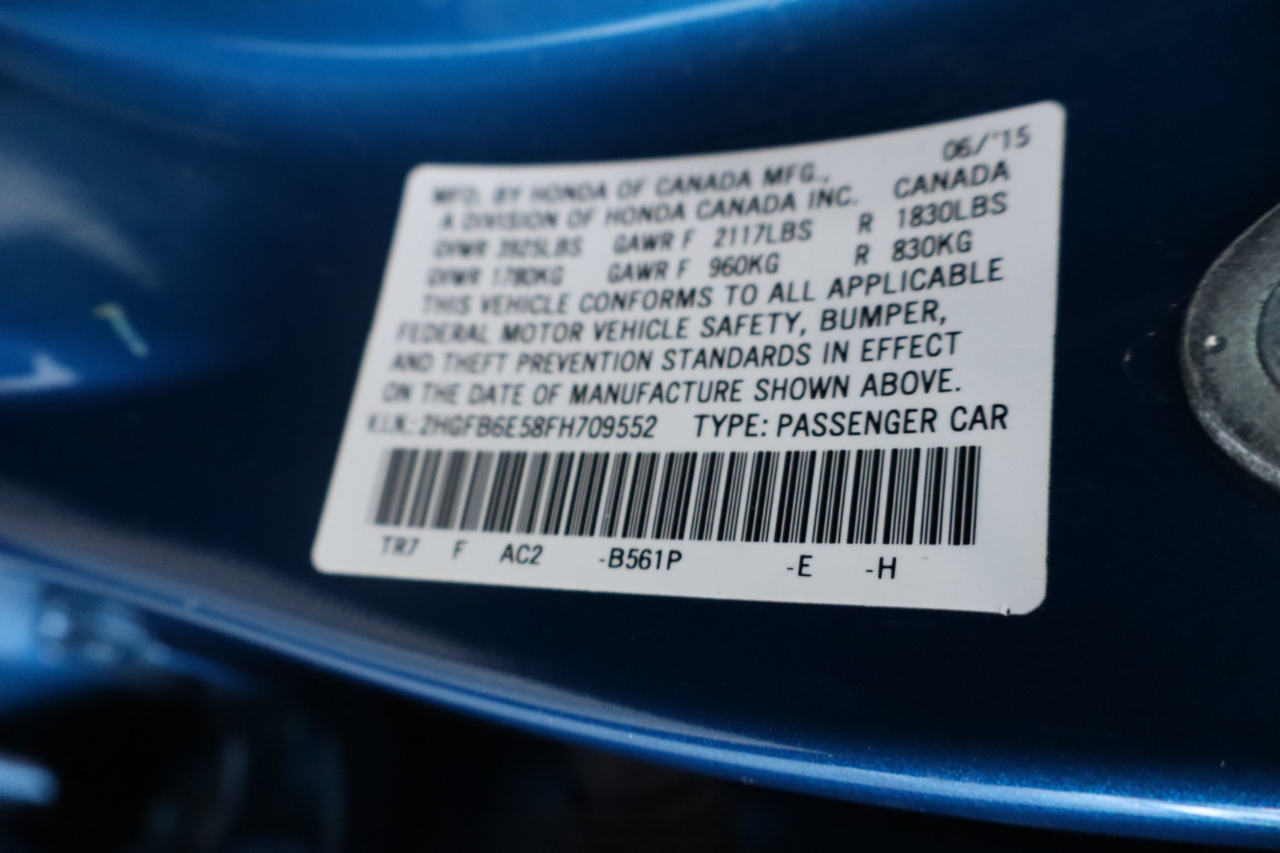 06/'15
MFD. BY HONDA OF CANADA MFG.,
A DIVISION OF HONDA CANADA INC. CANADA
GVWR 3925LBS GAWR F 2117LBS R 1830LBS
GVWR 1780KG GAWR F 960KG R 830KG
THIS VEHICLE CONFORMS TO ALL APPLICABLE
FEDERAL MOTOR VEHICLE SAFETY, BUMPER,
AND THEFT PREVENTION STANDARDS IN EFFECT
ON THE DATE OF MANUFACTURE SHOWN ABOVE.
V.I.N.: 2HGFB6E58FH709552 TYPE: PASSENGER CAR
TR7 F AC2 -B561P -E -H